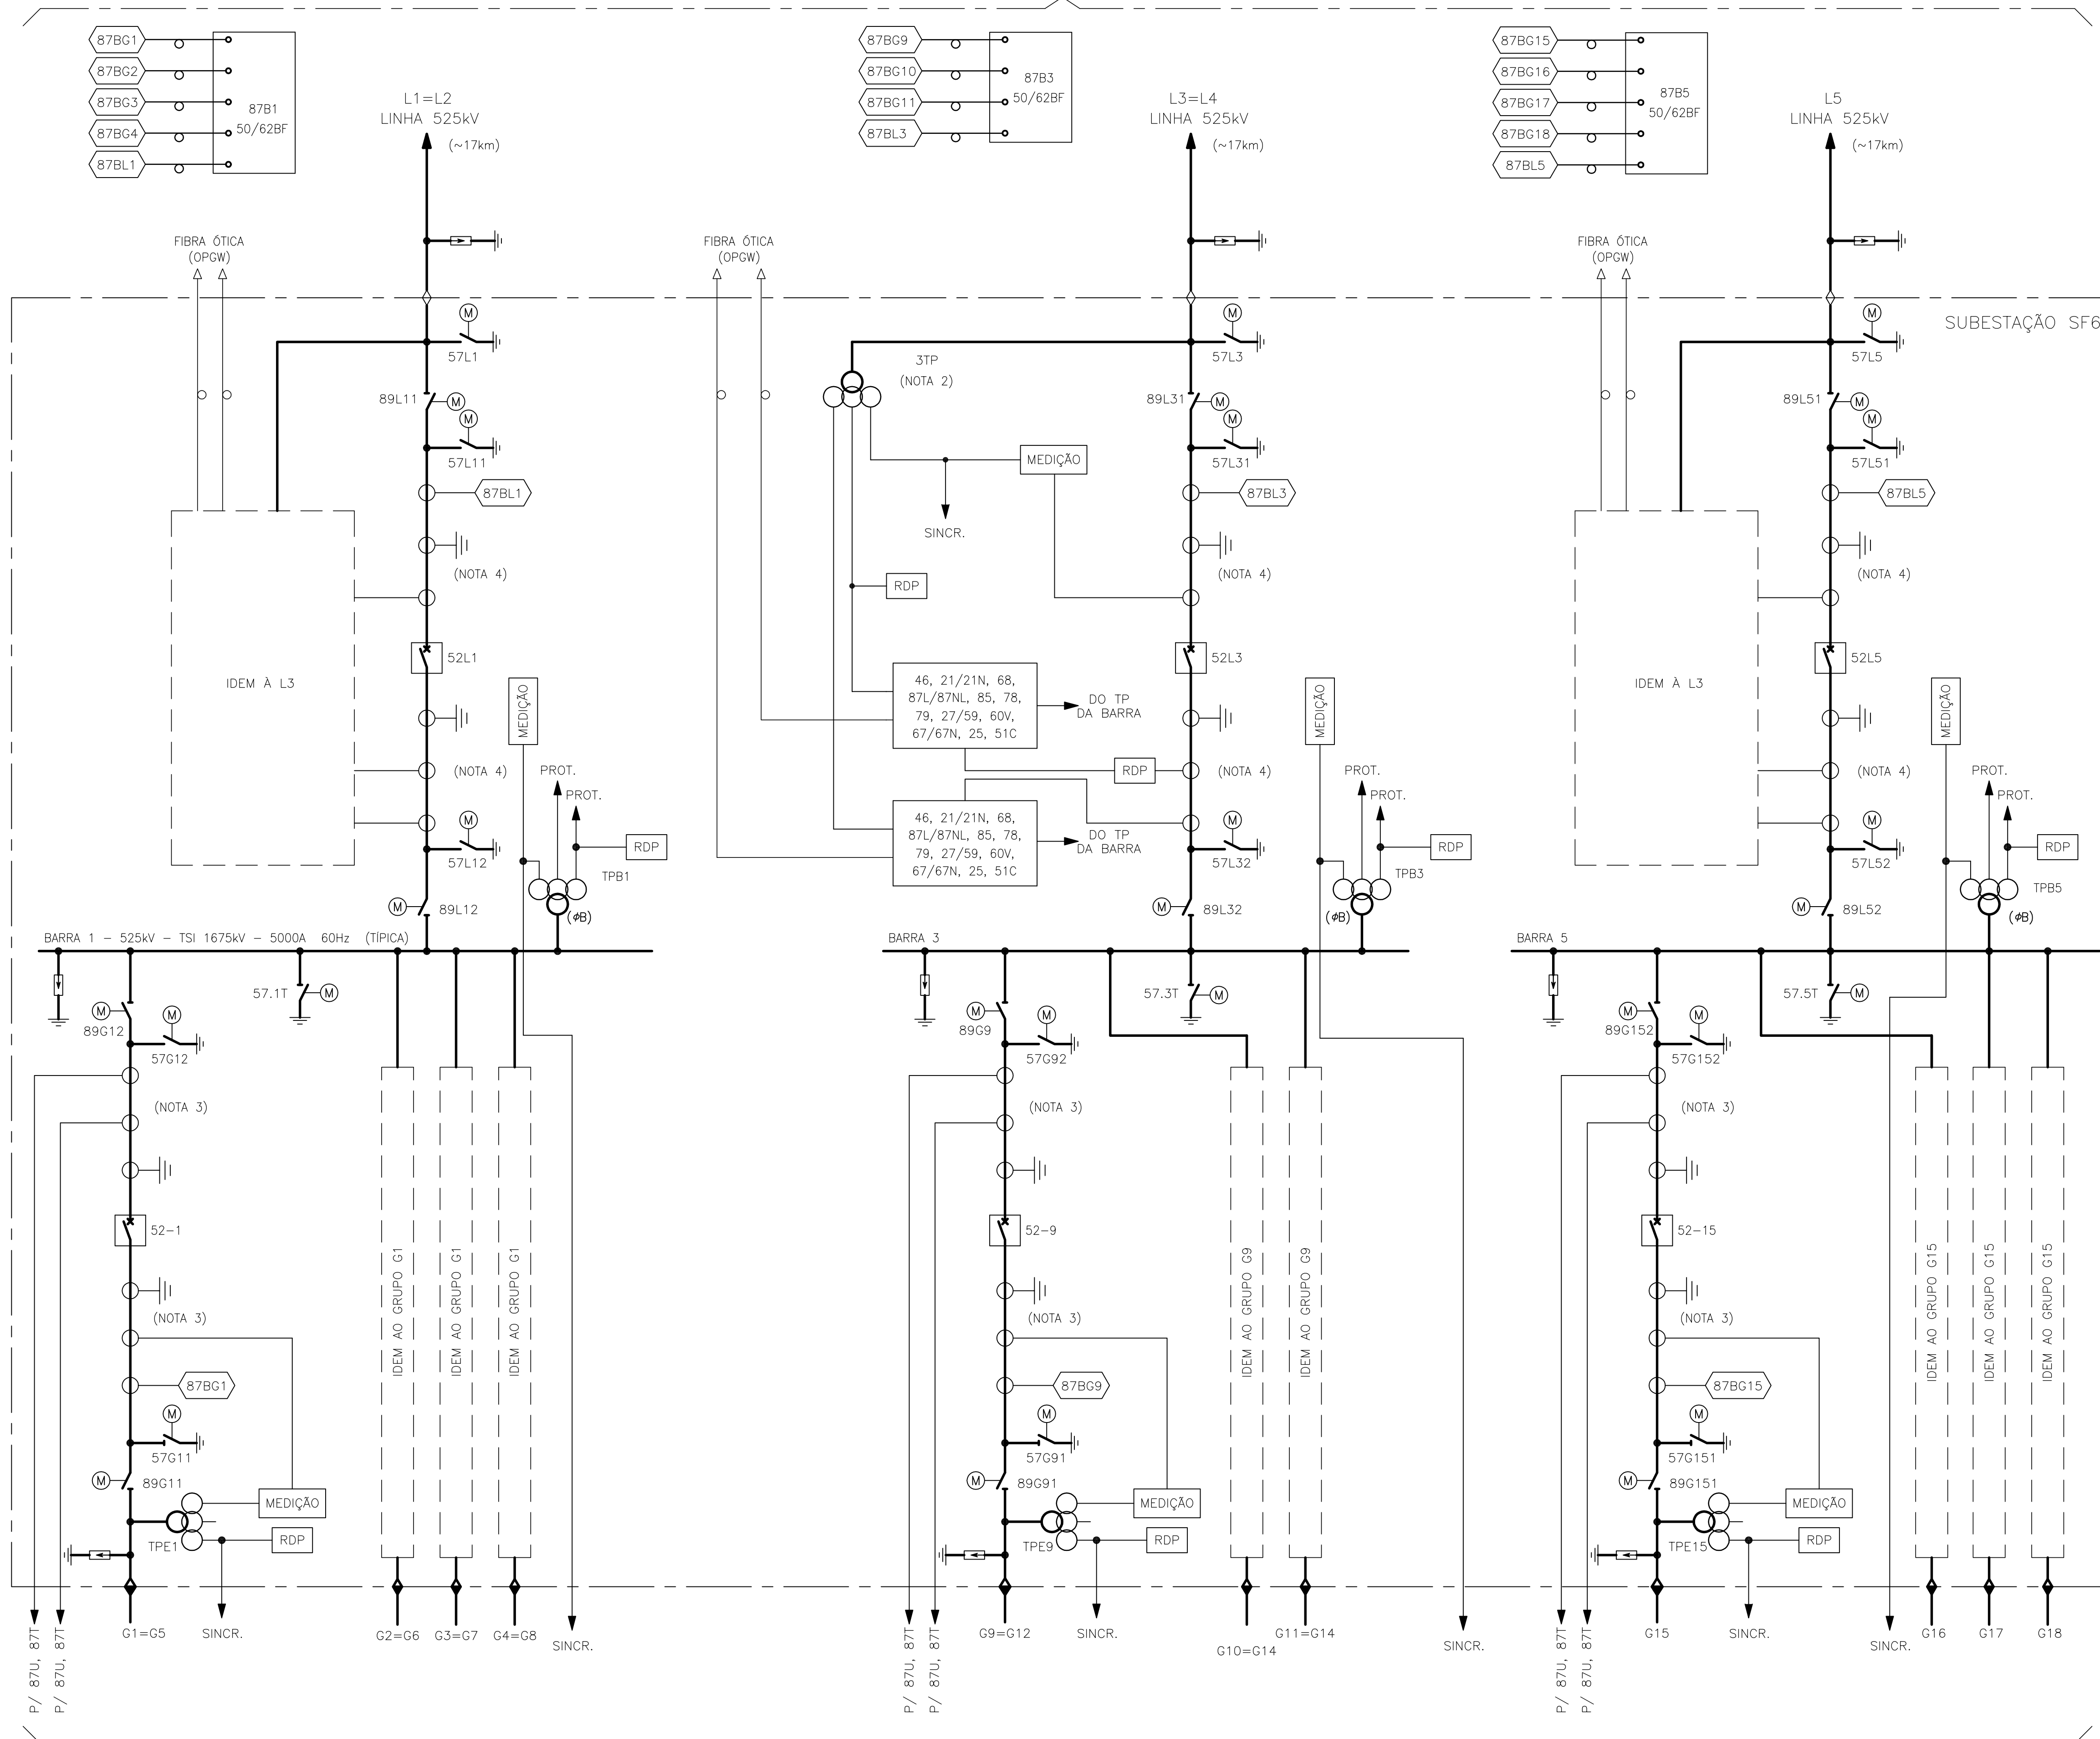 87BG1
87BG2
87BG3
87BG4
87BL1
87B1
50/62BF
87BG9
87BG10
87BG11
87BL3
87B3
50/62BF
87BG15
87BG16
87BG17
87BG18
87BL5
87B5
50/62BF
L1=L2
LINHA 525kV
(~17km)
L3=L4
LINHA 525kV
(~17km)
L5
LINHA 525kV
(~17km)
FIBRA ÓTICA
(OPGW)
FIBRA ÓTICA
(OPGW)
FIBRA ÓTICA
(OPGW)
SUBESTAÇÃO SF6
M
57L1
89L11
M
M
57L11
87BL1
(NOTA 4)
52L1
IDEM À L3
(NOTA 4)
M
57L12
M
89L12
MEDIÇÃO
PROT.
PROT.
RDP
TPB1
(ϕB)
3TP
(NOTA 2)
MEDIÇÃO
SINCR.
RDP
M
57L3
89L31
M
M
57L31
87BL3
(NOTA 4)
52L3
46, 21/21N, 68,
87L/87NL, 85, 78,
79, 27/59, 60V,
67/67N, 25, 51C
DO TP
DA BARRA
RDP
(NOTA 4)
46, 21/21N, 68,
87L/87NL, 85, 78,
79, 27/59, 60V,
67/67N, 25, 51C
DO TP
DA BARRA
M
57L32
M
89L32
MEDIÇÃO
PROT.
PROT.
RDP
TPB3
(ϕB)
M
57L5
89L51
M
M
57L51
87BL5
(NOTA 4)
52L5
IDEM À L3
(NOTA 4)
M
57L52
M
89L52
MEDIÇÃO
PROT.
PROT.
RDP
TPB5
(ϕB)
BARRA 1 - 525kV - TSI 1675kV - 5000A 60Hz (TÍPICA)
BARRA 3
BARRA 5
M
89G12
M
57G12
57.1T
M
(NOTA 3)
52-1
(NOTA 3)
87BG1
M
57G11
M
89G11
MEDIÇÃO
RDP
TPE1
IDEM AO GRUPO G1
IDEM AO GRUPO G1
IDEM AO GRUPO G1
P/ 87U, 87T
P/ 87U, 87T
G1=G5
SINCR.
G2=G6
G3=G7
G4=G8
SINCR.
M
89G9
M
57G92
57.3T
M
(NOTA 3)
52-9
(NOTA 3)
87BG9
M
57G91
M
89G91
MEDIÇÃO
RDP
TPE9
IDEM AO GRUPO G9
IDEM AO GRUPO G9
P/ 87U, 87T
P/ 87U, 87T
G9=G12
SINCR.
G10=G14
G11=G14
SINCR.
M
89G152
M
57G152
57.5T
M
(NOTA 3)
52-15
(NOTA 3)
87BG15
M
57G151
M
89G151
MEDIÇÃO
RDP
TPE15
IDEM AO GRUPO G15
IDEM AO GRUPO G15
IDEM AO GRUPO G15
P/ 87U, 87T
P/ 87U, 87T
G15
SINCR.
SINCR.
G16
G17
G18